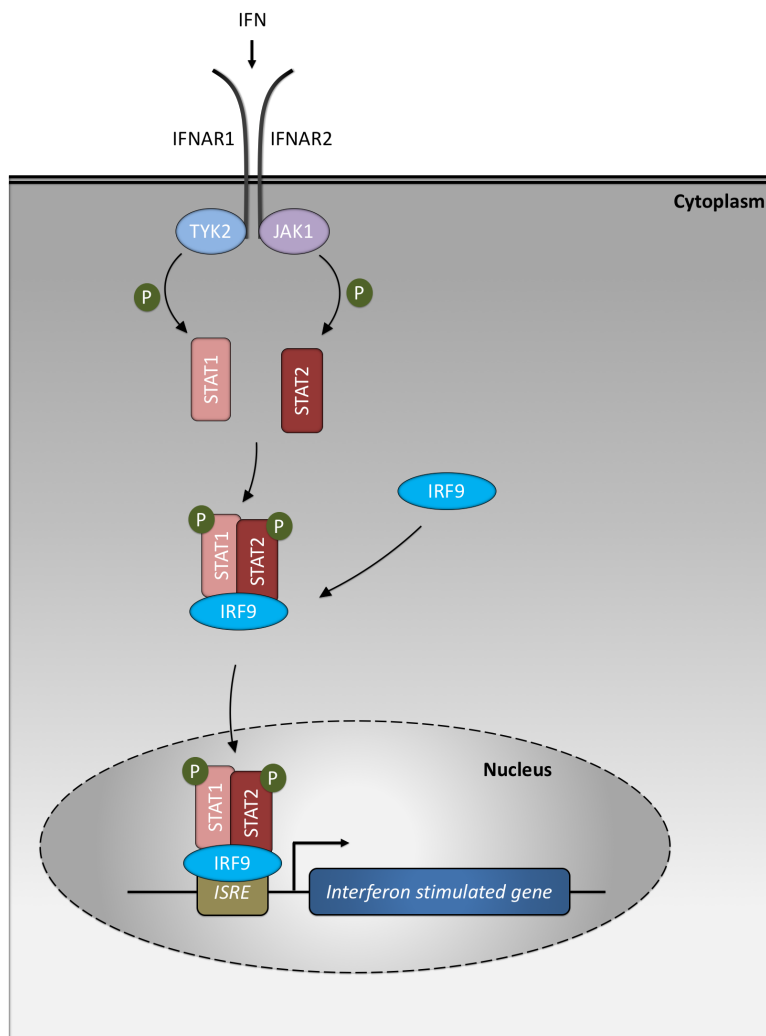 IFN
IFNAR1 IFNAR2
Cytoplasm
TYK2 JAK1
P P
STAT1 STAT2
IRF9
P P
STAT1 STAT2
IRF9
Nucleus
P P
STAT1 STAT2
IRF9
ISRE Interferon stimulated gene